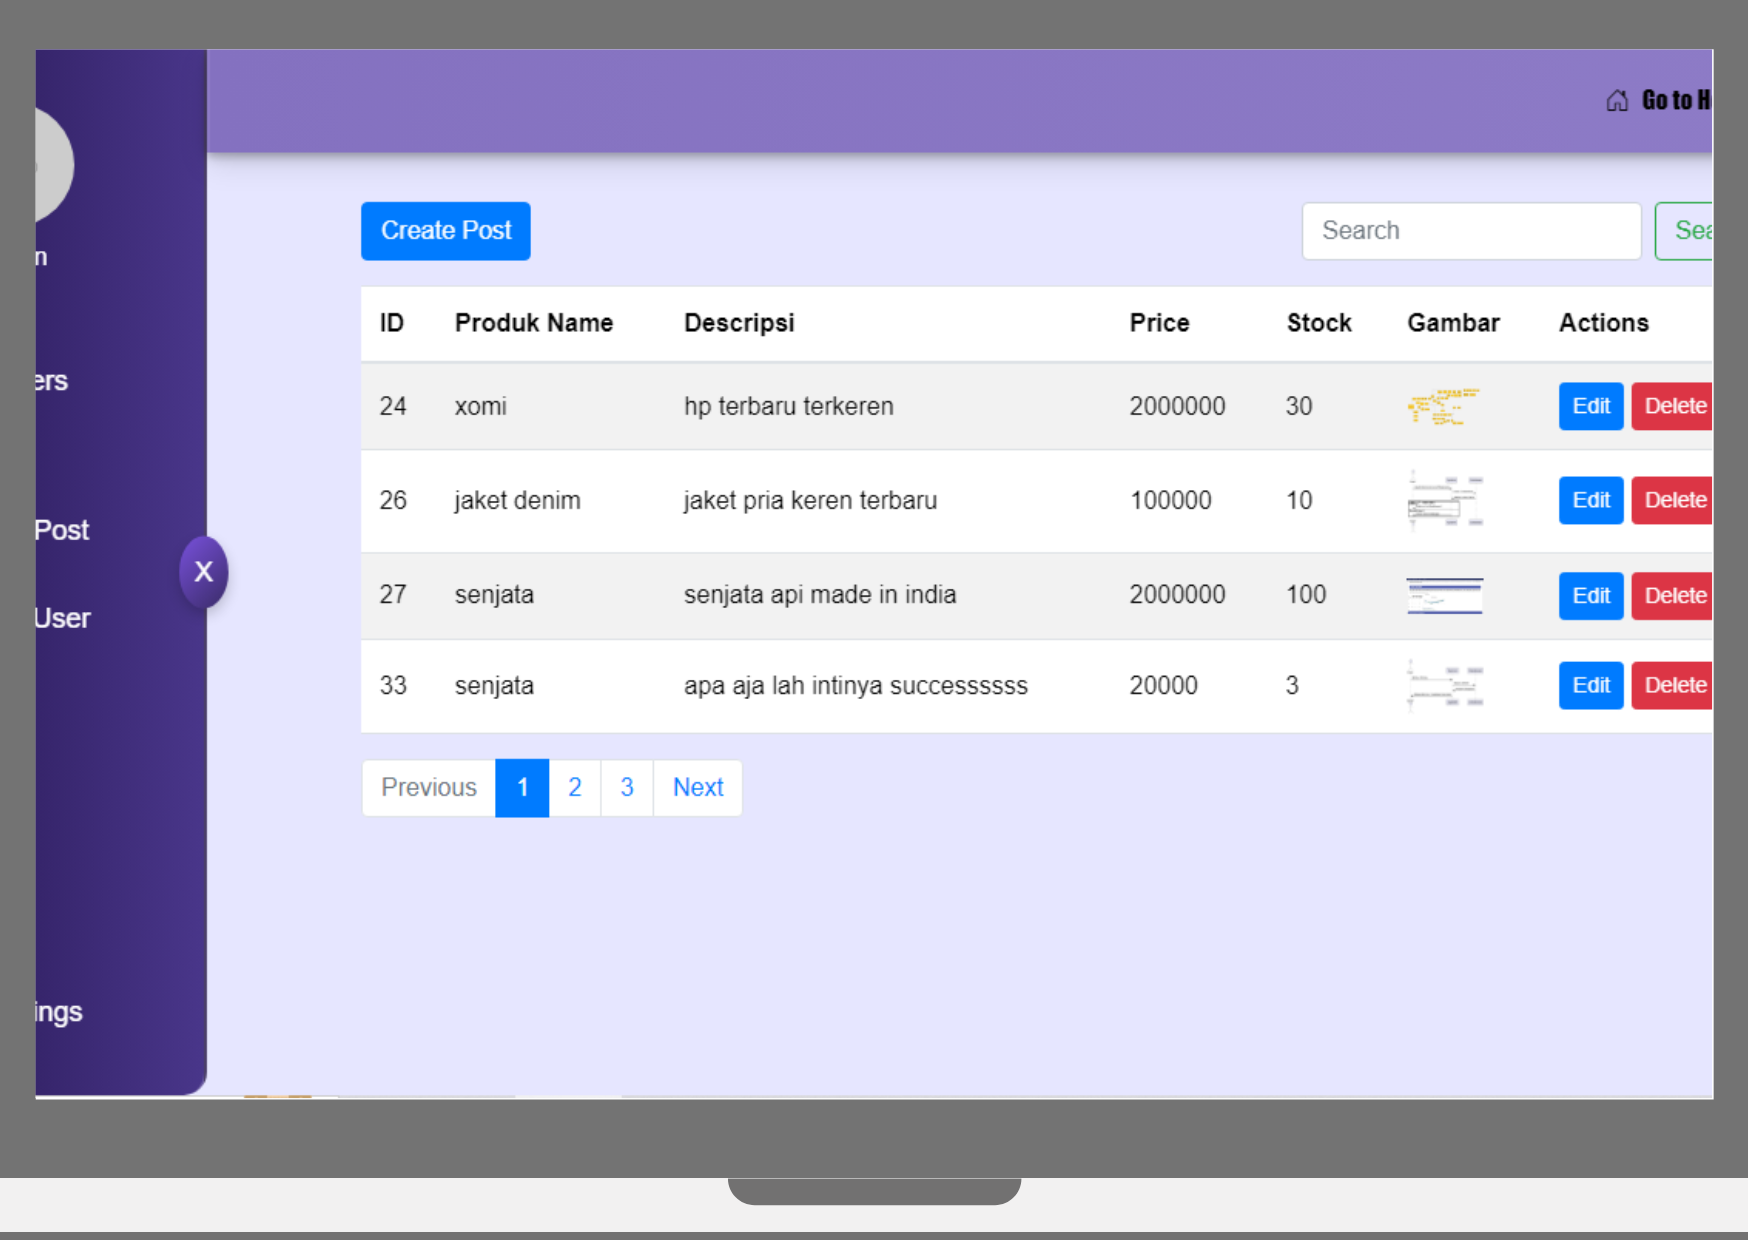 Go to H
n
ers
Post
User
ings
X
Create Post
Search
Sea
ID Produk Name Descripsi Price Stock Gambar Actions
24 xomi hp terbaru terkeren 2000000 30 Edit Delete
26 jaket denim jaket pria keren terbaru 100000 10 Edit Delete
27 senjata senjata api made in india 2000000 100 Edit Delete
33 senjata apa aja lah intinya successssss 20000 3 Edit Delete
Previous 1 2 3 Next